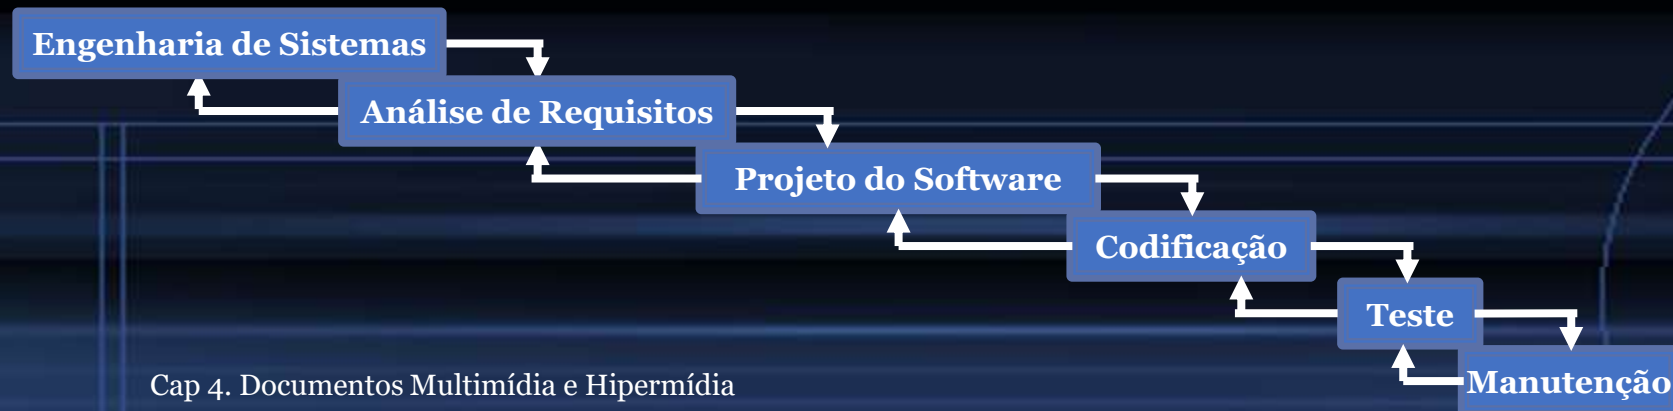 Engenharia de Sistemas
Análise de Requisitos
Projeto do Software
Codificação
Teste
Manutenção
Cap 4. Documentos Multimídia e Hipermídia